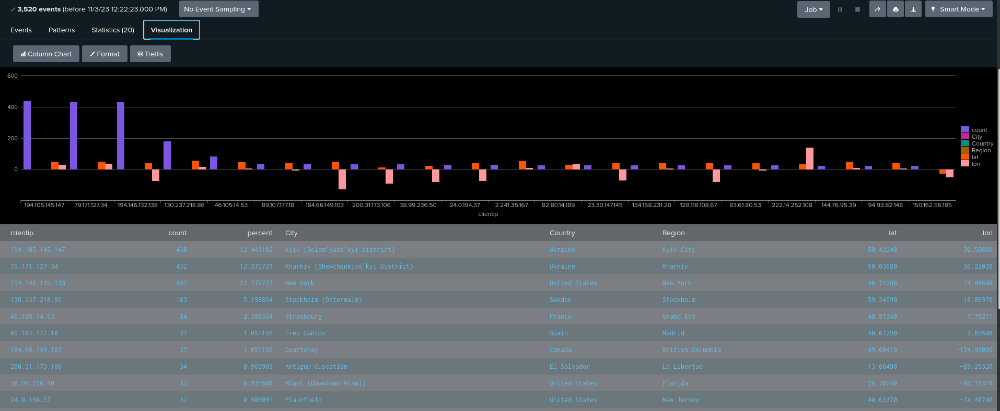 3,520 events (before 11/3/23 12:22:23.000 PM) No Event Sampling Job Smart Mode
Events Patterns Statistics (20) Visualization
Column Chart Format Trellis
600
400
200
0
count
City
Country
Region
lat
lon
194.105.145.147 79.171.127.34 194.146.132.138 130.237.218.86 46.105.14.53 89.107.177.18 184.66.149.103 200.31.173.106 38.99.236.50 24.0.194.37 2.241.35.167 82.80.14.189 23.30.147.145 134.158.231.20 128.118.108.67 83.61.80.53 222.14.252.108 144.76.95.39 94.93.82.148 150.162.56.185
clientip
clientip count percent City Country Region lat lon
194.105.145.147 438 12.443182 Kyiv (Solom'yans'kyi district) Ukraine Kyiv City 50.42240 30.50600
79.171.127.34 432 12.272727 Kharkiv (Shevchenkivs'kyi District) Ukraine Kharkiv 50.03680 36.22020
194.146.132.138 432 12.272727 New York United States New York 40.71280 -74.00600
130.237.218.86 183 5.198864 Stockholm (Östermalm) Sweden Stockholm 59.34990 18.06970
46.105.14.53 84 2.386364 Strasbourg France Grand Est 48.57340 7.75211
89.107.177.18 37 1.051136 Tres Cantos Spain Madrid 40.61290 -3.69500
184.66.149.103 37 1.051136 Courtenay Canada British Columbia 49.68410 -124.99000
200.31.173.106 34 0.965909 Antiguo Cuscatlán El Salvador La Libertad 13.66490 -89.25320
38.99.236.50 33 0.937500 Miami (Downtown Miami) United States Florida 25.78240 -80.19310
24.0.194.37 32 0.909091 Plainfield United States New Jersey 40.63370 -74.40740